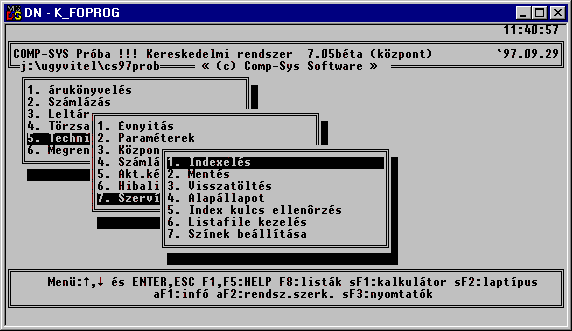 DN - K_FOPROG
11:40:57
COMP-SYS Próba !!! Kereskedelmi rendszer 7.05béta (központ) `97.09.29
j:\ugyvitel\cs97prob « (c) Comp-Sys Software »
1. árukönyvelés
2. Számlázás
3. Leltár
4. Törzsa
5. Techni
6. Megren
1. Évnyitás
2. Paraméterek
3. Közpon
4. Számlá
5. Akt.ké
6. Hibali
7. Szervi
1. Indexelés
2. Mentés
3. Visszatöltés
4. Alapállapot
5. Index kulcs ellenőrzés
6. Listafile kezelés
7. Színek beállítása
Menü:↑,↓ és ENTER,ESC F1,F5:HELP F8:listák sF1:kalkulátor sF2:laptípus
aF1:infó aF2:rendsz.szerk. sF3:nyomtatók